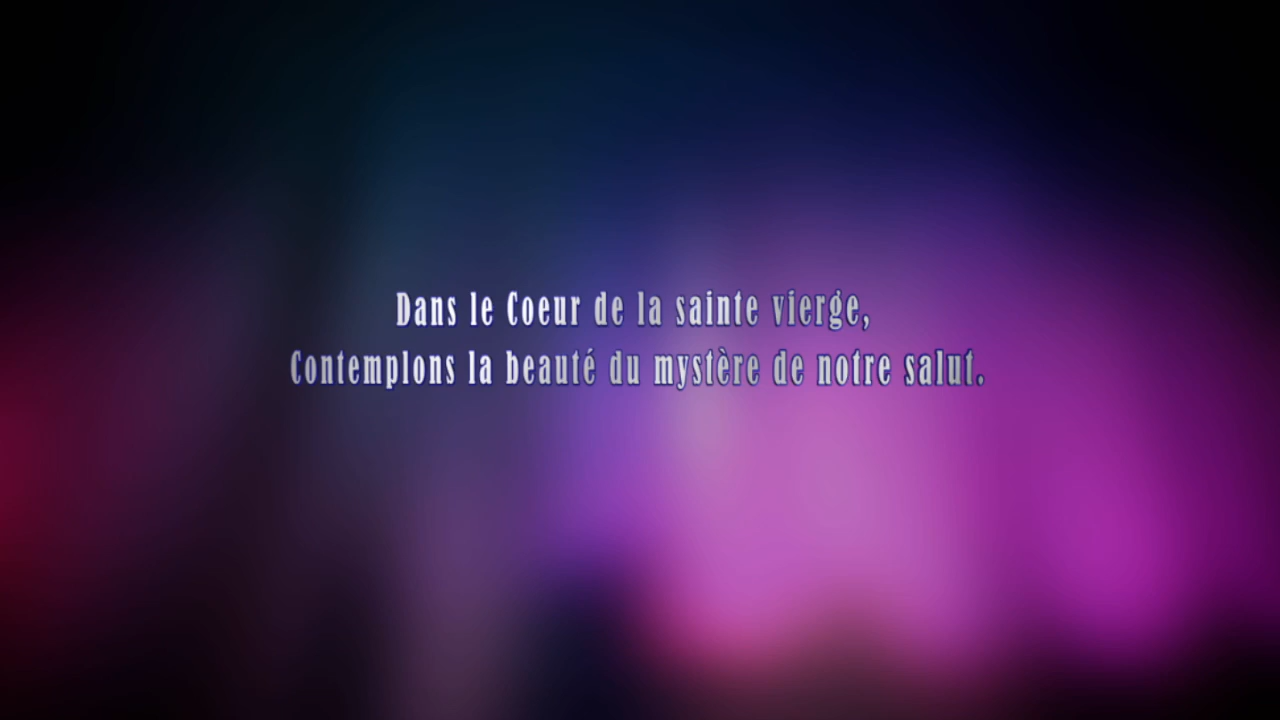 Dans le Coeur de la sainte vierge,
Contemplons la beauté du mystère de notre salut.